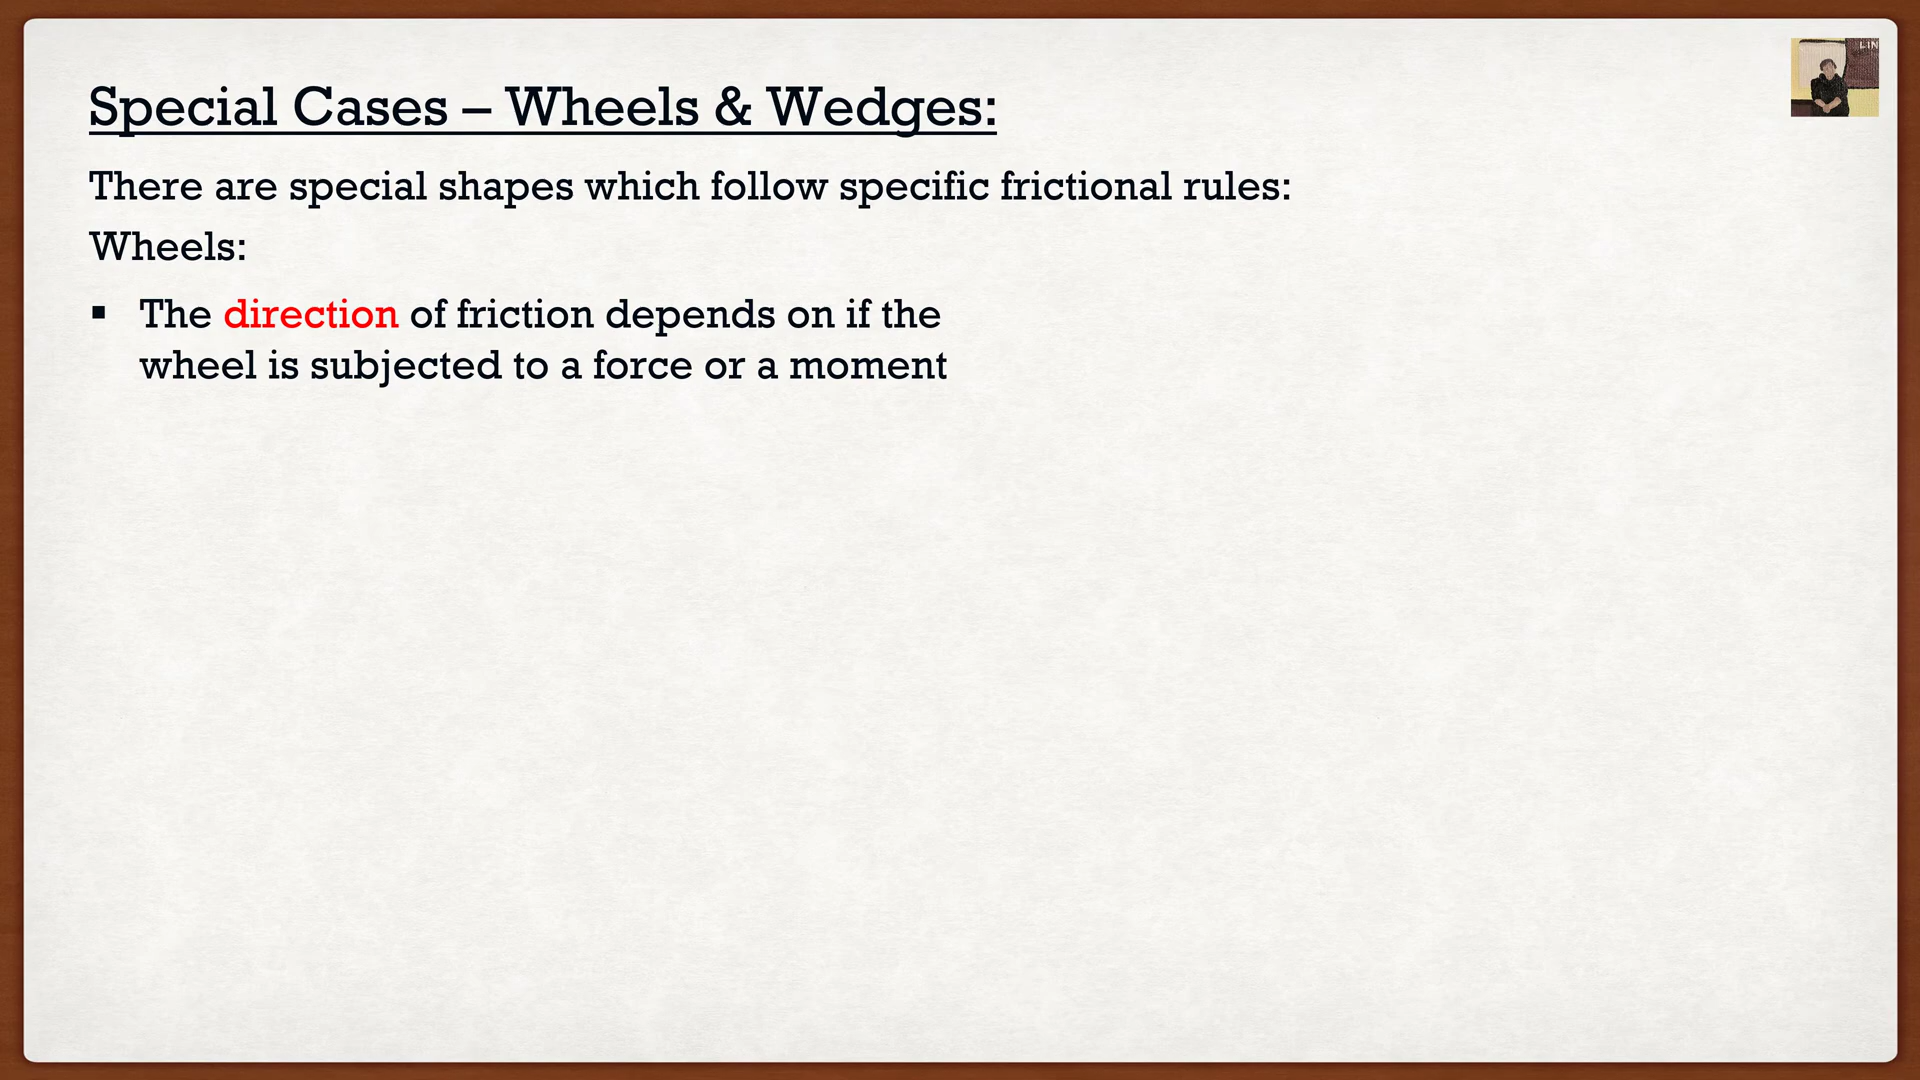 LIN
Special Cases – Wheels & Wedges:
There are special shapes which follow specific frictional rules:
Wheels:
▪ The direction of friction depends on if the
wheel is subjected to a force or a moment